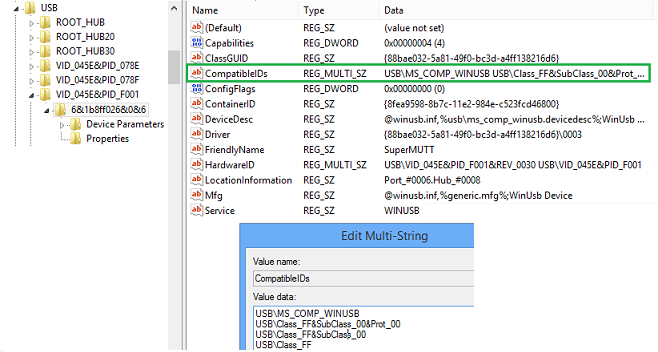 USB
ROOT_HUB
ROOT_HUB20
ROOT_HUB30
VID_045E&PID_078E
VID_045E&PID_078F
VID_045E&PID_F001
6&1b8ff026&0&6
Device Parameters
Properties
Name Type Data
(Default) REG_SZ (value not set)
Capabilities REG_DWORD 0x00000004 (4)
ClassGUID REG_SZ {88bae032-5a81-49f0-bc3d-a4ff138216d6}
CompatibleIDs REG_MULTI_SZ USB\MS_COMP_WINUSB USB\Class_FF&SubClass_00&Prot_...
ConfigFlags REG_DWORD 0x00000000 (0)
ContainerID REG_SZ {8fea9598-8b7c-11e2-984e-c523fcd46800}
DeviceDesc REG_SZ @winusb.inf,%usb\ms_comp_winusb.devicedesc%;WinUsb ...
Driver REG_SZ {88bae032-5a81-49f0-bc3d-a4ff138216d6}\0003
FriendlyName REG_SZ SuperMUTT
HardwareID REG_MULTI_SZ USB\VID_045E&PID_F001&REV_0030 USB\VID_045E&PID_F001
LocationInformation REG_SZ Port_#0006.Hub_#0008
Mfg REG_SZ @winusb.inf,%generic.mfg%;WinUsb Device
Service REG_SZ WINUSB
Edit Multi-String
Value name:
CompatibleIDs
Value data:
USB\MS_COMP_WINUSB
USB\Class_FF&SubClass_00&Prot_00
USB\Class_FF&SubClass_00
USB\Class_FF